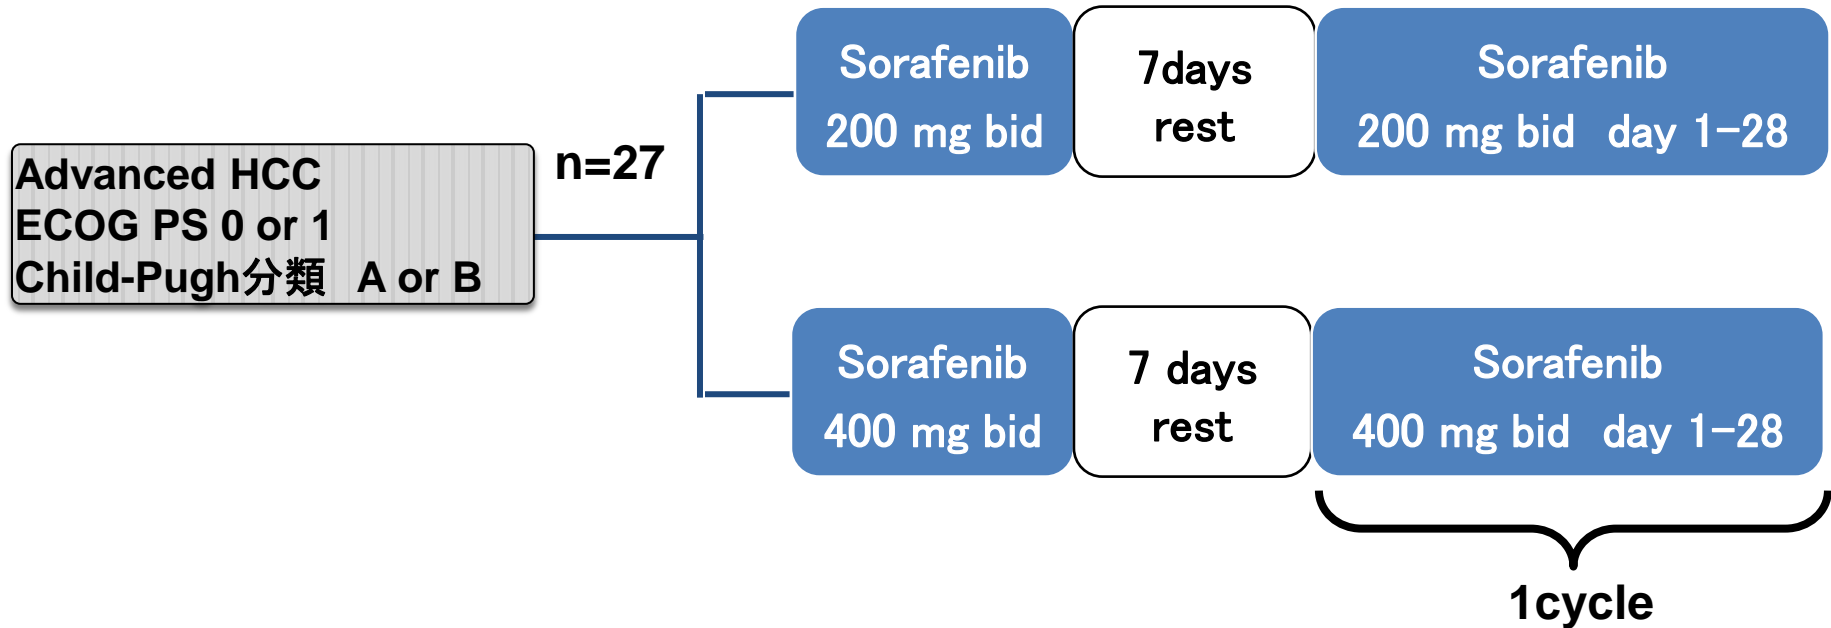 Advanced HCC
ECOG PS 0 or 1
Child-Pugh分類 A or B
n=27
Sorafenib
200 mg bid
7days
rest
Sorafenib
200 mg bid day 1-28
Sorafenib
400 mg bid
7 days
rest
Sorafenib
400 mg bid day 1-28
1cycle